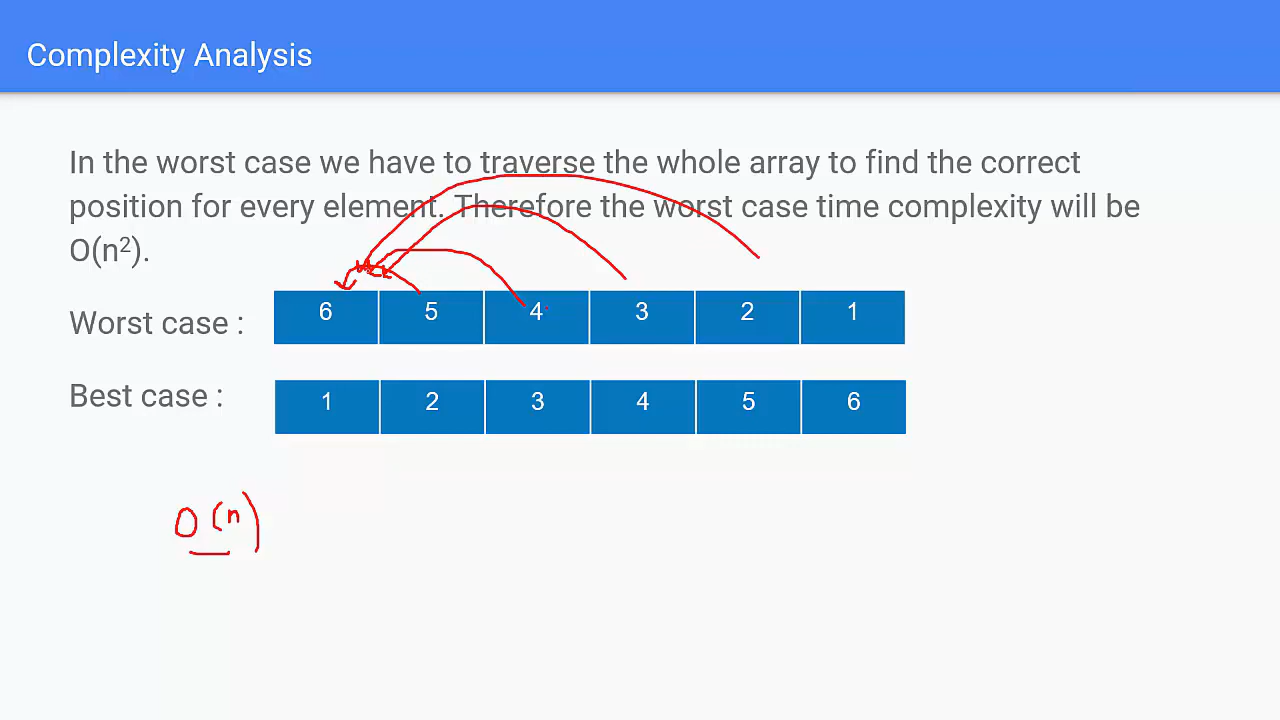 Complexity Analysis
In the worst case we have to traverse the whole array to find the correct
position for every element. Therefore the worst case time complexity will be
O(n²).
Worst case : 6 5 4 3 2 1
Best case : 1 2 3 4 5 6
O(n)